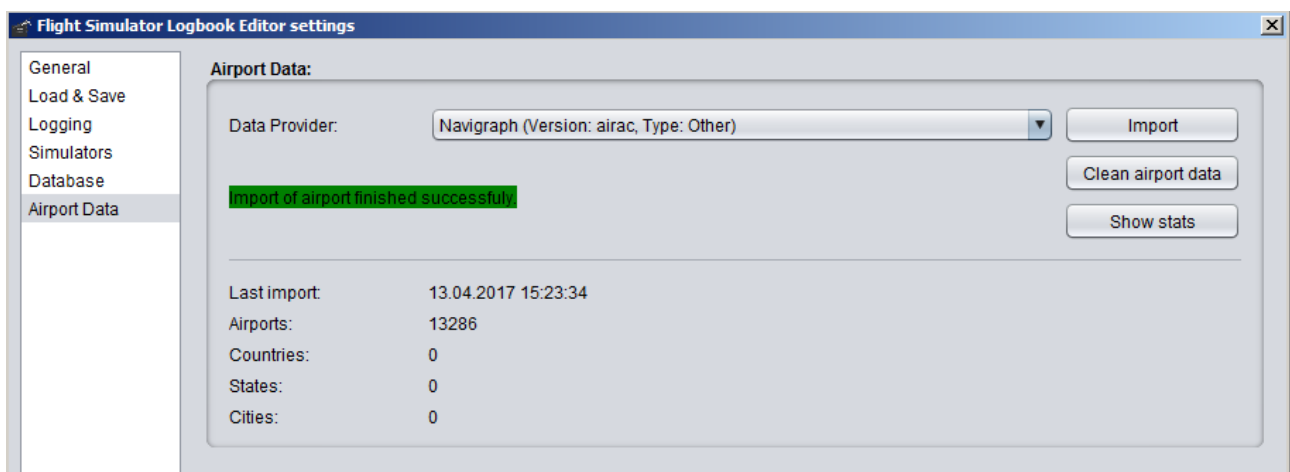 Flight Simulator Logbook Editor settings
General
Load & Save
Logging
Simulators
Database
Airport Data
Airport Data:
Data Provider: Navigraph (Version: airac, Type: Other) Import
Clean airport data
Import of airport finished successfuly.
Show stats
Last import: 13.04.2017 15:23:34
Airports: 13286
Countries: 0
States: 0
Cities: 0